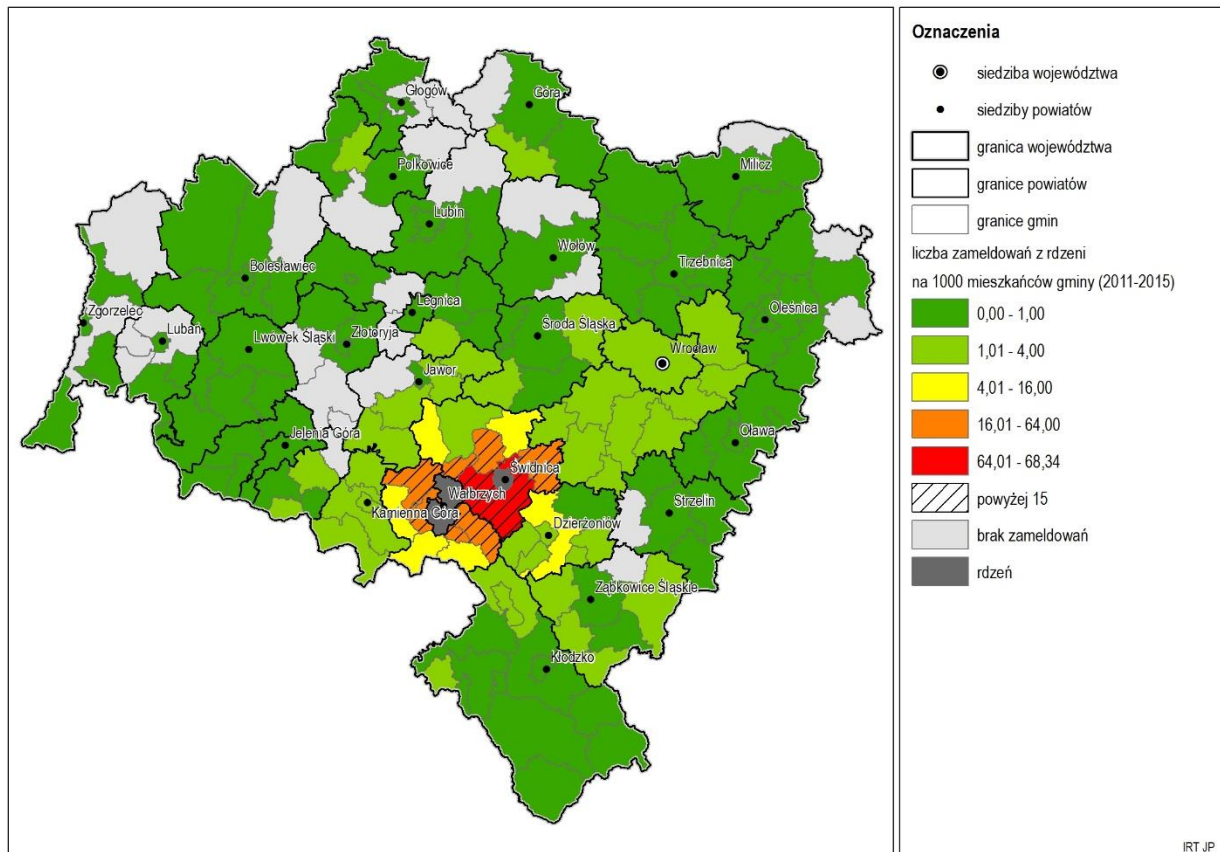 Głogów
Góra
Polkowice
Milicz
Lubin
Wołów
Trzebnica
Bolesławiec
Legnica
Oleśnica
Zgorzelec
Lubań
Lwówek Śląski
Złotoryja
Środa Śląska
Wrocław
Jawor
Jelenia Góra
Oława
Świdnica
Wałbrzych
Kamienna Góra
Strzelin
Dzierżoniów
Ząbkowice Śląskie
Kłodzko
Oznaczenia
siedziba województwa
siedziby powiatów
granica województwa
granice powiatów
granice gmin
liczba zameldowań z rdzeni
na 1000 mieszkańców gminy (2011-2015)
0,00 - 1,00
1,01 - 4,00
4,01 - 16,00
16,01 - 64,00
64,01 - 68,34
powyżej 15
brak zameldowań
rdzeń
IRT JP